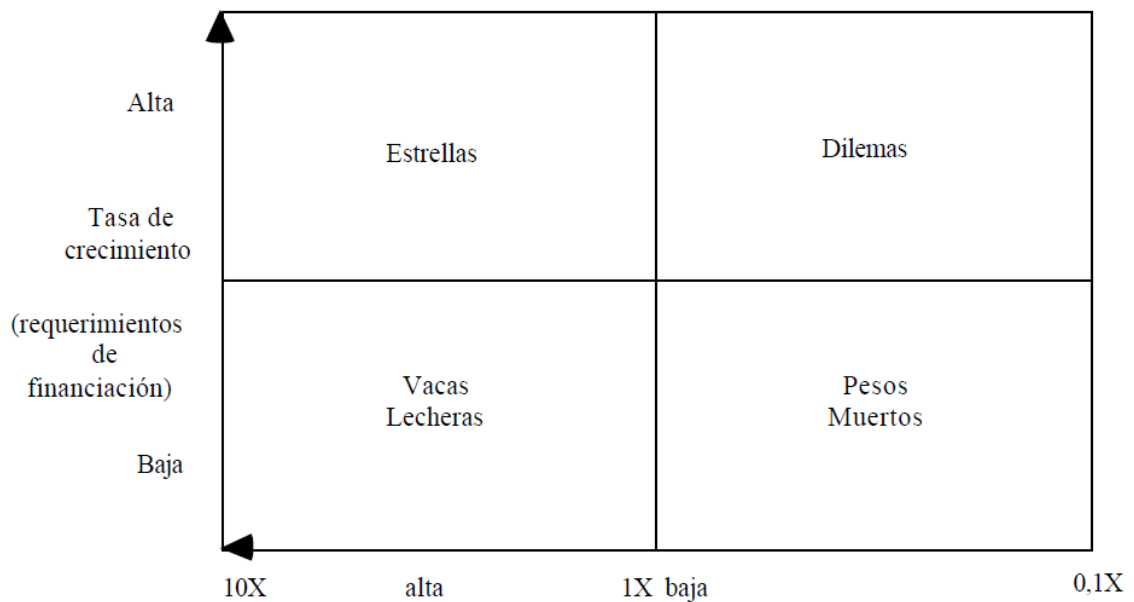 Alta
Estrellas
Dilemas
Tasa de
crecimiento
(requerimientos
de
financiación)
Vacas
Lecheras
Pesos
Muertos
Baja
10X
alta
1X baja
0,1X